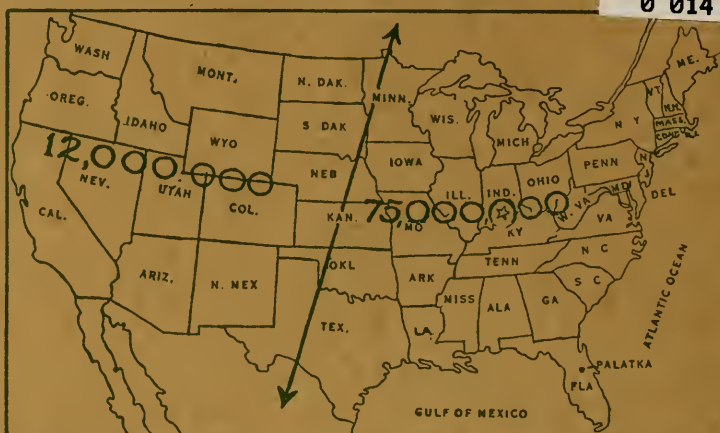 0 014
WASH
MONT.
N. DAK.
MINN.
ME.
VT.
N.H.
OREG.
IDAHO
WYO
S DAK
WIS.
MICH
N Y
MASS.
CONN.
R.I.
12,000,000
NEV.
UTAH
COL.
NEB
IOWA
ILL.
IND.
OHIO
PENN
N J
MD
DEL
CAL.
KAN.
75,000,000
MO
KY
W. VA
VA
ARIZ.
N. MEX
OKL
ARK
TENN
N C
S C
TEX.
LA.
MISS
ALA
GA
ATLANTIC OCEAN
PALATKA
FLA
GULF OF MEXICO